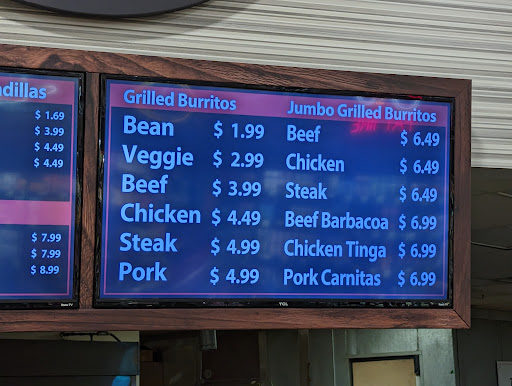 dillas
$ 1.69
$ 3.99
$ 4.49
$ 4.49
$ 7.99
$ 7.99
$ 8.99
Grilled Burritos
Bean $ 1.99
Veggie $ 2.99
Beef $ 3.99
Chicken $ 4.49
Steak $ 4.99
Pork $ 4.99
Jumbo Grilled Burritos
Beef $ 6.49
Chicken $ 6.49
Steak $ 6.49
Beef Barbacoa $ 6.99
Chicken Tinga $ 6.99
Pork Carnitas $ 6.99
TCL